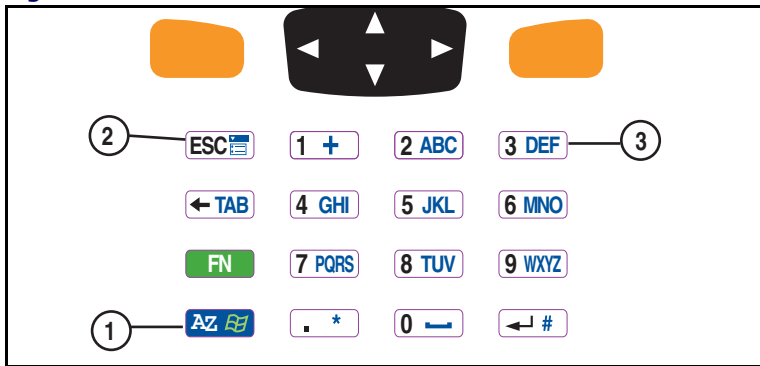 2 ESC 1 + 2 ABC 3 DEF 3
TAB 4 GHI 5 JKL 6 MNO
FN 7 PQRS 8 TUV 9 WXYZ
1 AZ . * 0 #